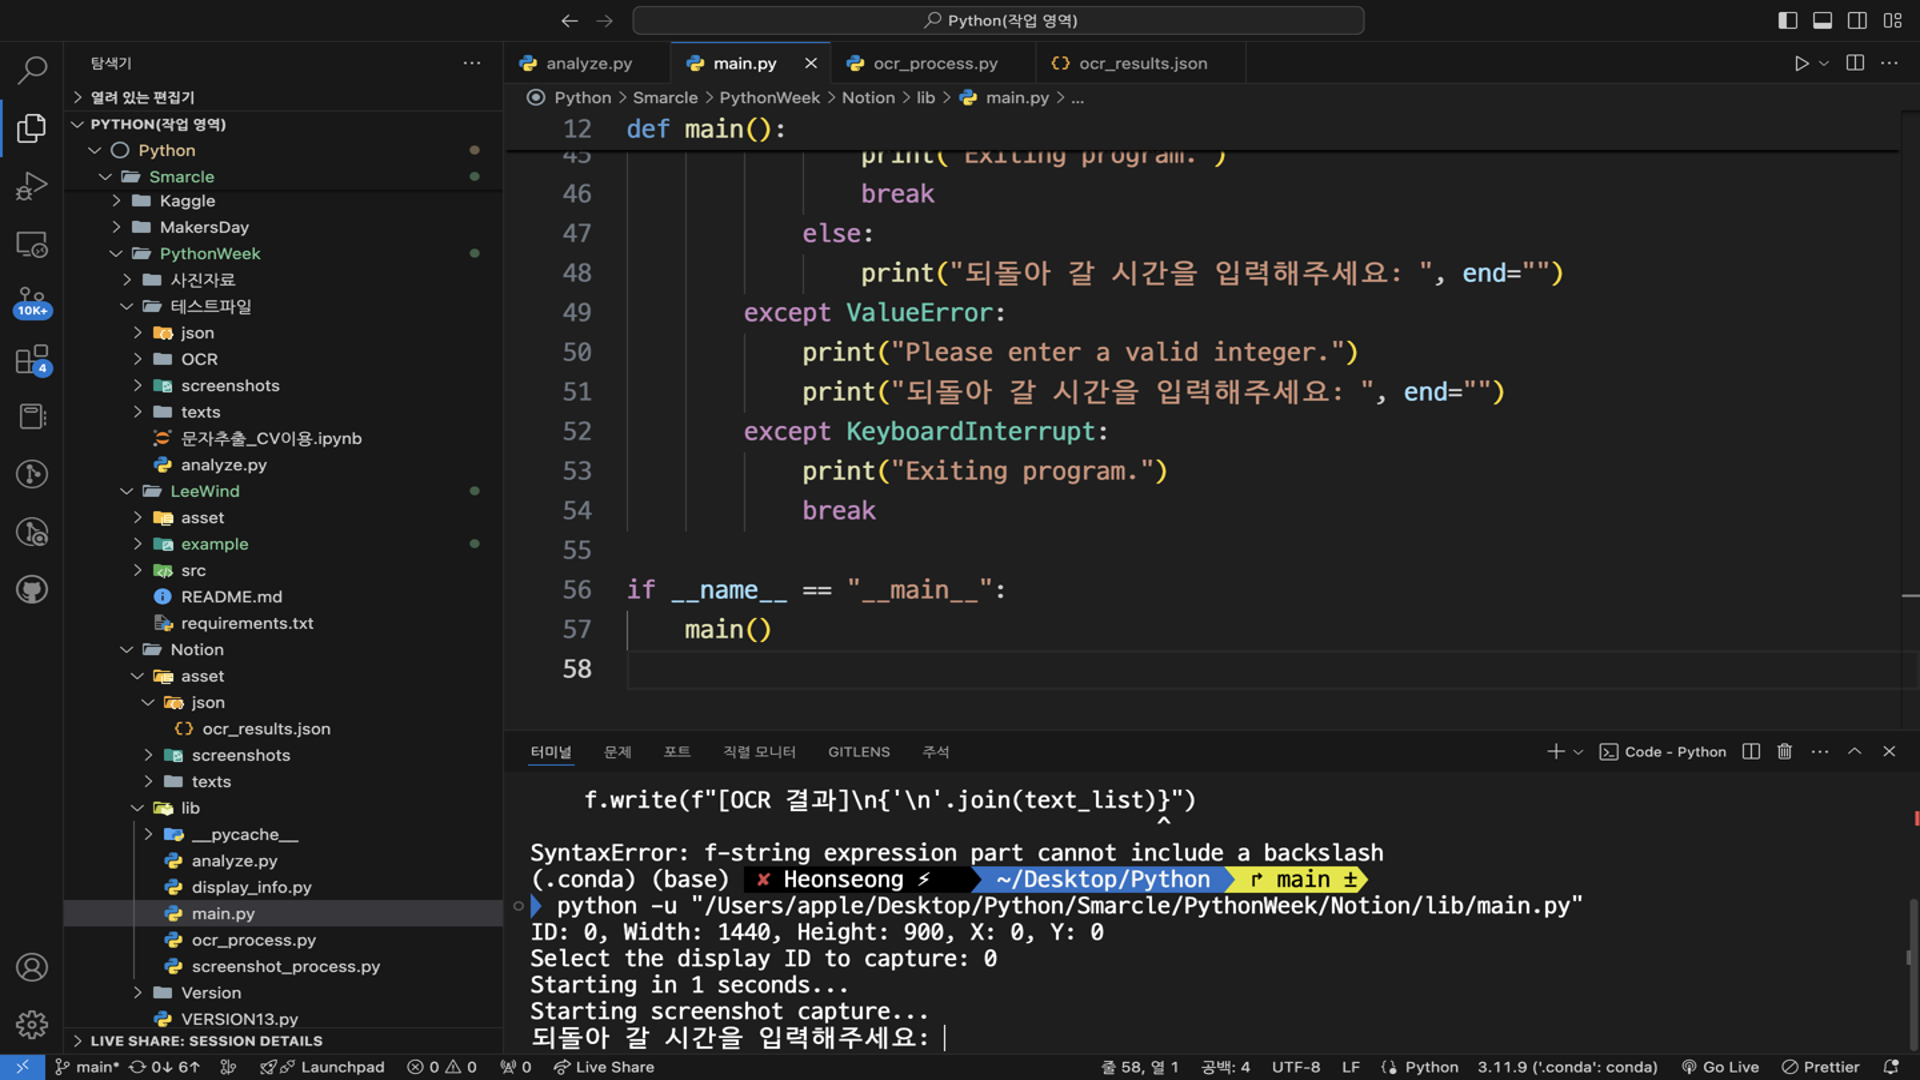 Python(작업 영역)
탐색기
열려 있는 편집기
PYTHON(작업 영역)
Python
Smarcle
Kaggle
MakersDay
PythonWeek
사진자료
테스트파일
json
OCR
screenshots
texts
문자추출_CV이용.ipynb
analyze.py
LeeWind
asset
example
src
README.md
requirements.txt
Notion
asset
json
ocr_results.json
screenshots
texts
lib
__pycache__
analyze.py
display_info.py
main.py
ocr_process.py
screenshot_process.py
Version
VERSION13.py
LIVE SHARE: SESSION DETAILS
10K+
4
analyze.py
main.py
ocr_process.py
ocr_results.json
Python > Smarcle > PythonWeek > Notion > lib > main.py > ...
12 def main():
45 print("Exiting program.")
46 break
47 else:
48 print("되돌아 갈 시간을 입력해주세요: ", end="")
49 except ValueError:
50 print("Please enter a valid integer.")
51 print("되돌아 갈 시간을 입력해주세요: ", end="")
52 except KeyboardInterrupt:
53 print("Exiting program.")
54 break
55
56 if __name__ == "__main__":
57 main()
58
터미널 문제 포트 직렬 모니터 GITLENS 주석
Code - Python
f.write(f"[OCR 결과]\n{'\n'.join(text_list)}")
^
SyntaxError: f-string expression part cannot include a backslash
(.conda) (base) ✘ Heonseong ⚡ ~/Desktop/Python main ±
python -u "/Users/apple/Desktop/Python/Smarcle/PythonWeek/Notion/lib/main.py"
ID: 0, Width: 1440, Height: 900, X: 0, Y: 0
Select the display ID to capture: 0
Starting in 1 seconds...
Starting screenshot capture...
되돌아 갈 시간을 입력해주세요:
main* 0↓ 6↑ Launchpad 0 0 0 Live Share 줄 58, 열 1 공백: 4 UTF-8 LF Python 3.11.9 ('.conda': conda) Go Live Prettier